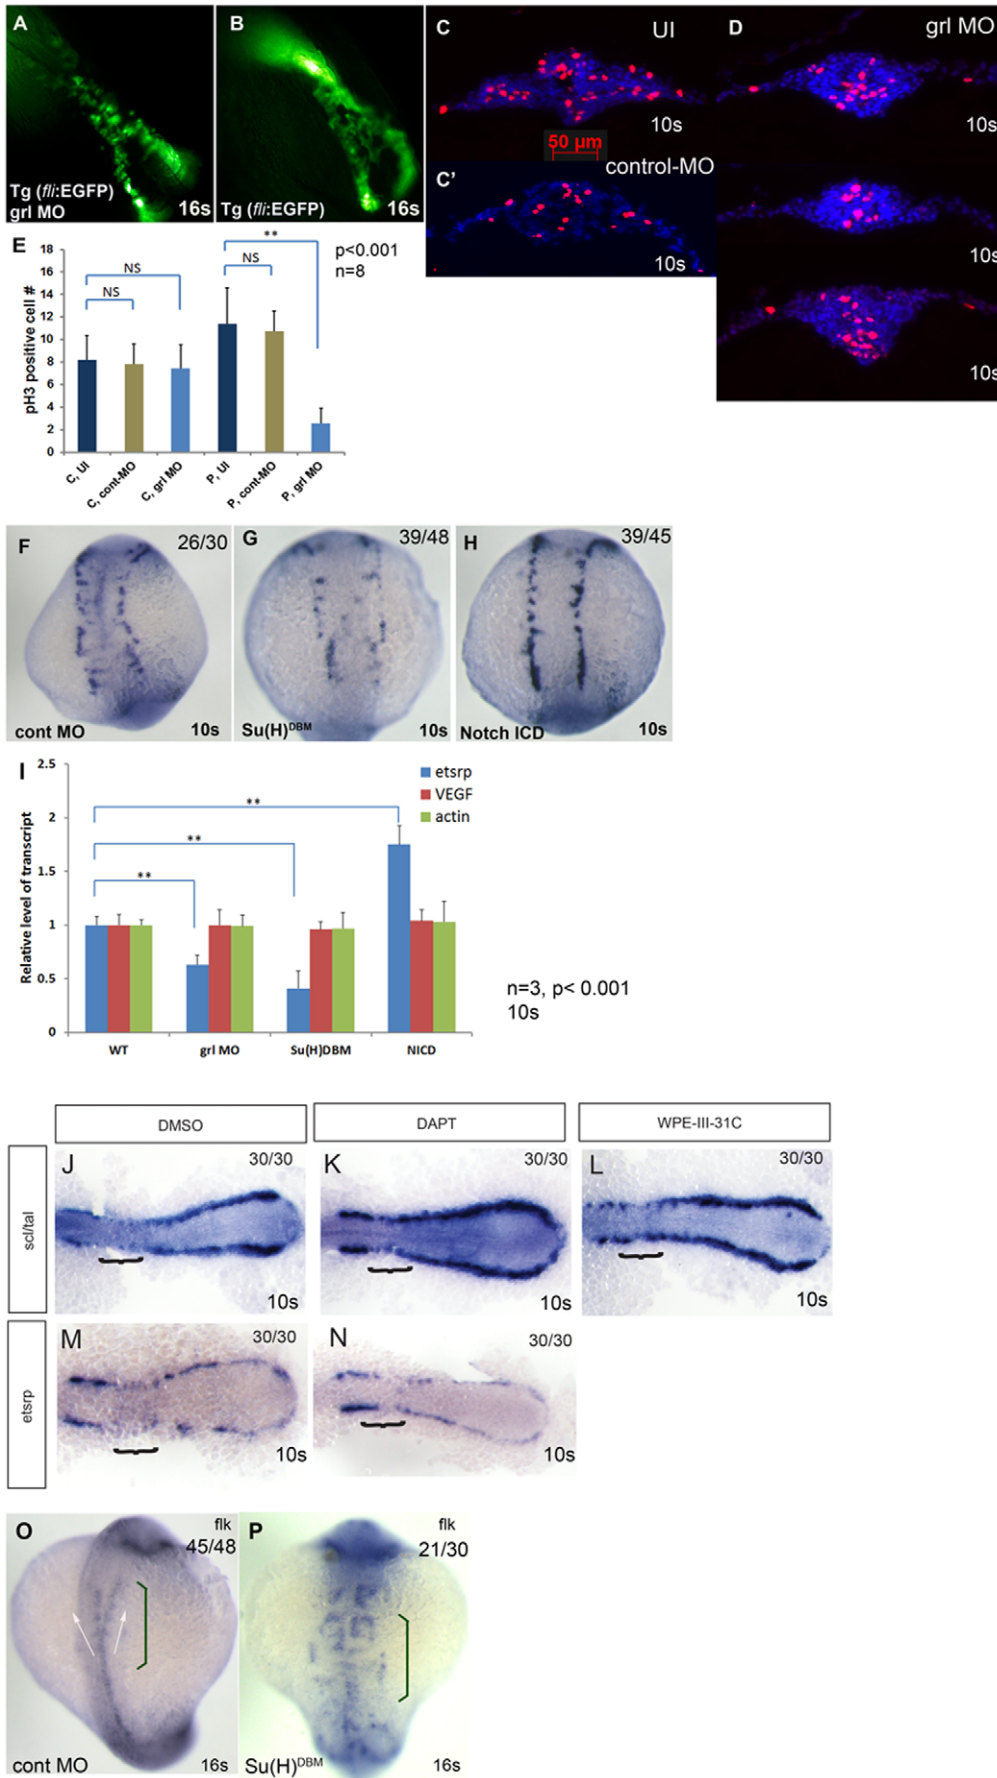 A
Tg (fli:EGFP)
grl MO
16s
B
Tg (fli:EGFP)
16s
C
UI
10s
50 µm
C'
control-MO
10s
D
grl MO
10s
10s
10s
E
pH3 positive cell #
18
16
14
12
10
8
6
4
2
0
NS
NS
NS
**
p<0.001
n=8
C, UI
C, cont-MO
C, grl MO
P, UI
P, cont-MO
P, grl MO
F
26/30
cont MO
10s
G
39/48
Su(H)DBM
10s
H
39/45
Notch ICD
10s
I
Relative level of transcript
2.5
2
1.5
1
0.5
0
**
**
**
etsrp
VEGF
actin
WT
grl MO
Su(H)DBM
NICD
n=3, p< 0.001
10s
DMSO
DAPT
WPE-III-31C
scl/tal
J
30/30
10s
K
30/30
10s
L
30/30
10s
etsrp
M
30/30
10s
N
30/30
10s
O
flk
45/48
cont MO
16s
P
flk
21/30
Su(H)DBM
16s